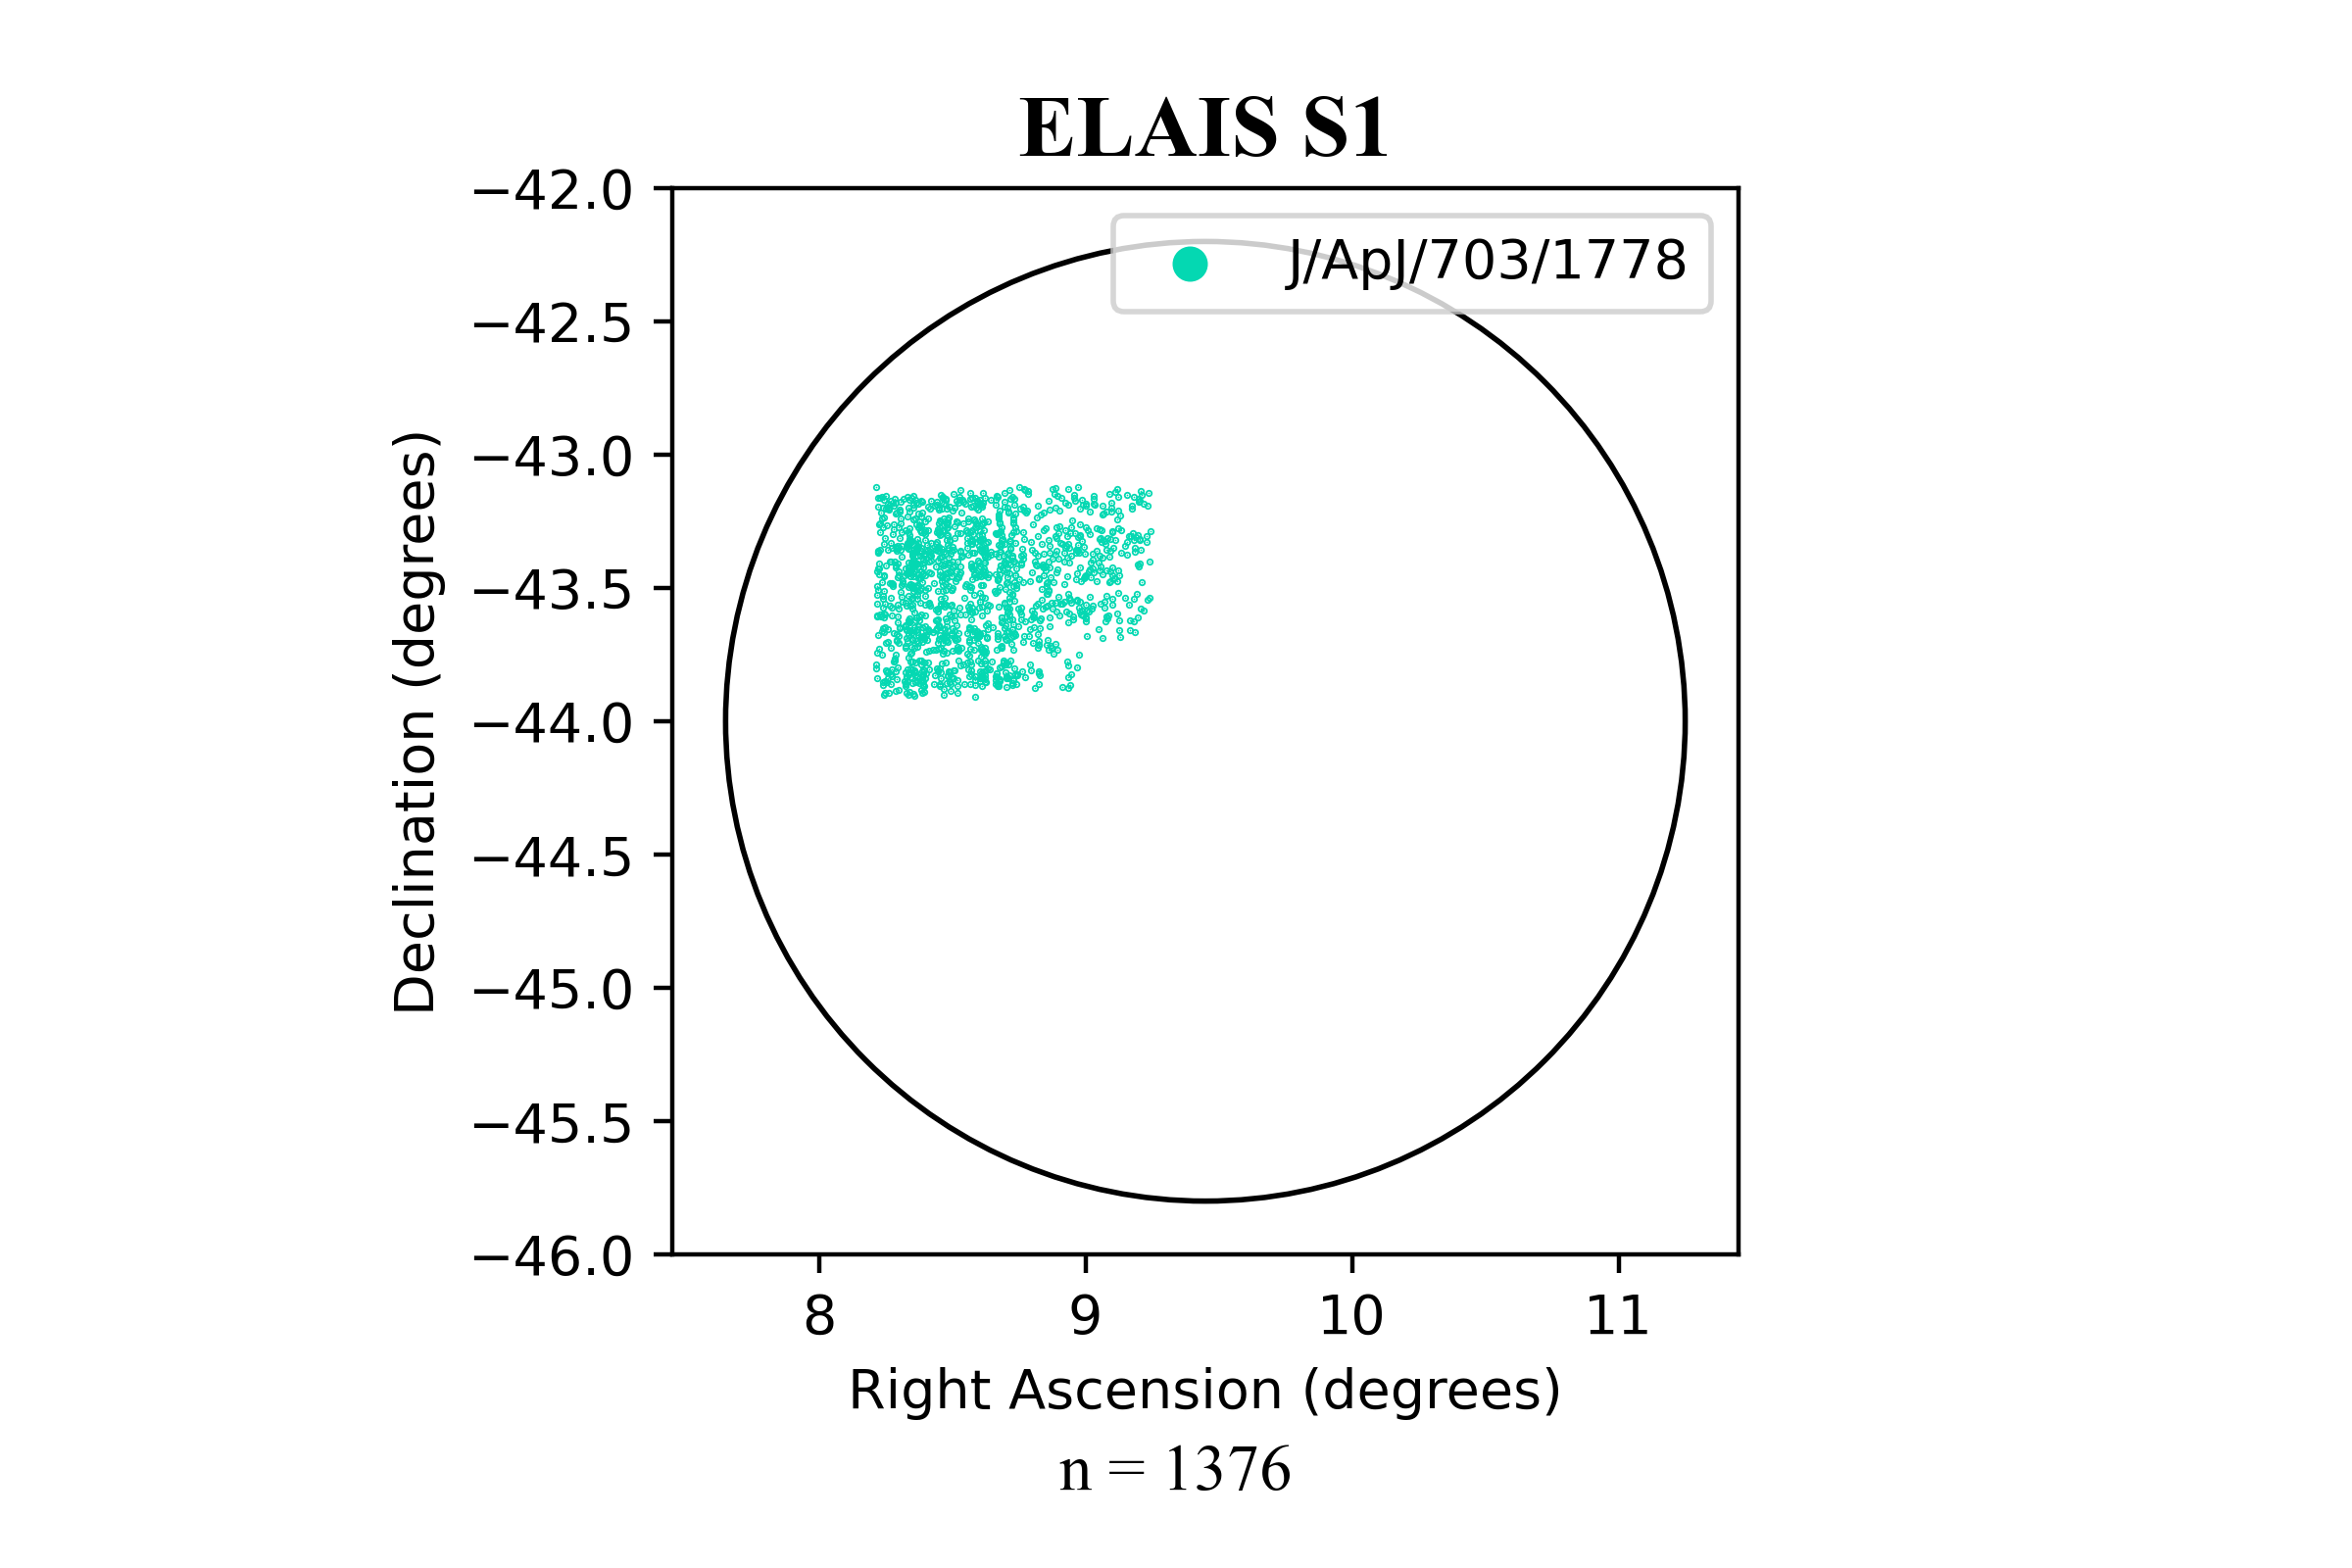 ELAIS S1
J/ApJ/703/1778
−42.0
−42.5
−43.0
−43.5
−44.0
−44.5
−45.0
−45.5
−46.0
Declination (degrees)
8 9 10 11
Right Ascension (degrees)
n = 1376